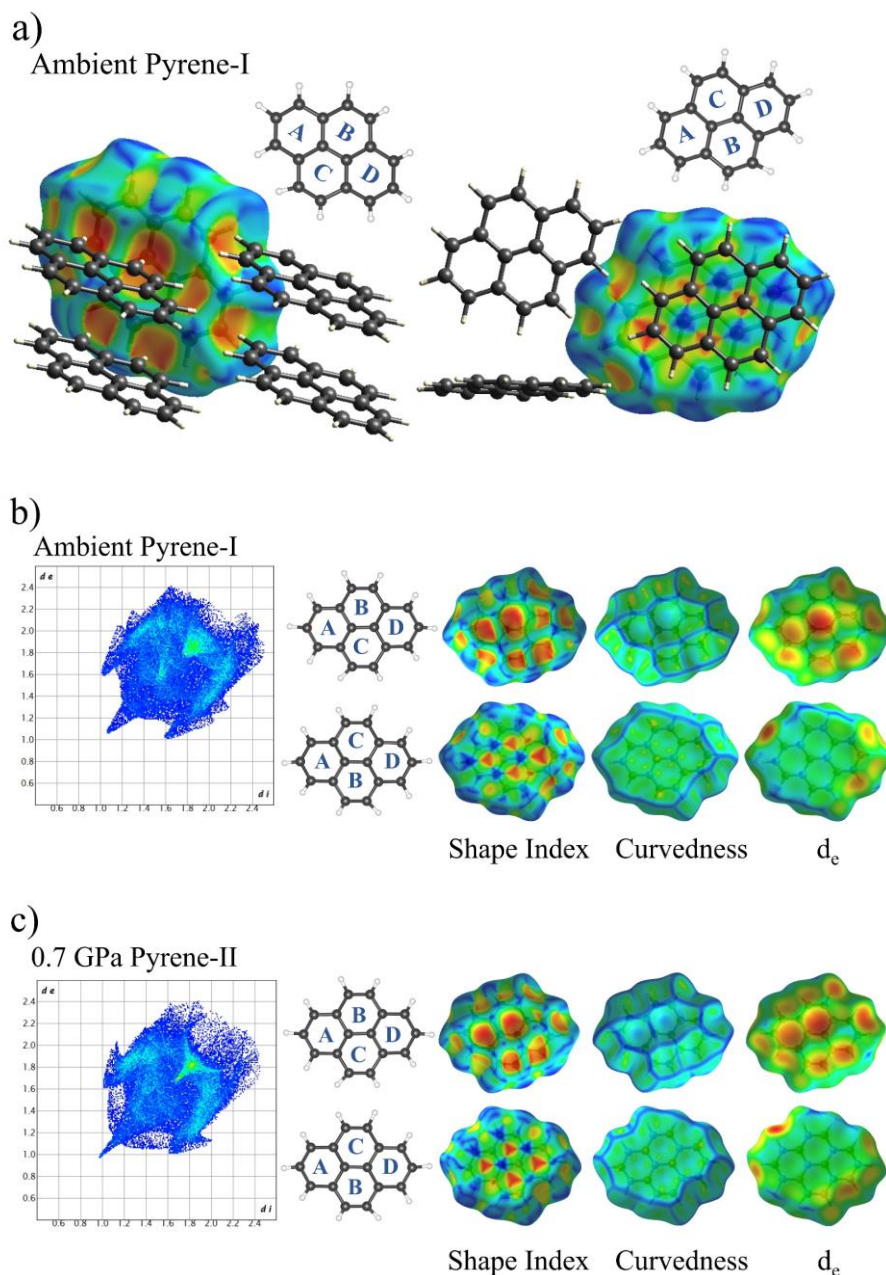 a)
Ambient Pyrene-I
A B C D
C D A B
b)
Ambient Pyrene-I
d e
2.4
2.2
2.0
1.8
1.6
1.4
1.2
1.0
0.8
0.6
d i
0.6 0.8 1.0 1.2 1.4 1.6 1.8 2.0 2.2 2.4
B
A D
C
C
A D
B
Shape Index Curvedness de
c)
0.7 GPa Pyrene-II
d e
2.4
2.2
2.0
1.8
1.6
1.4
1.2
1.0
0.8
0.6
d i
0.6 0.8 1.0 1.2 1.4 1.6 1.8 2.0 2.2 2.4
B
A D
C
C
A D
B
Shape Index Curvedness de